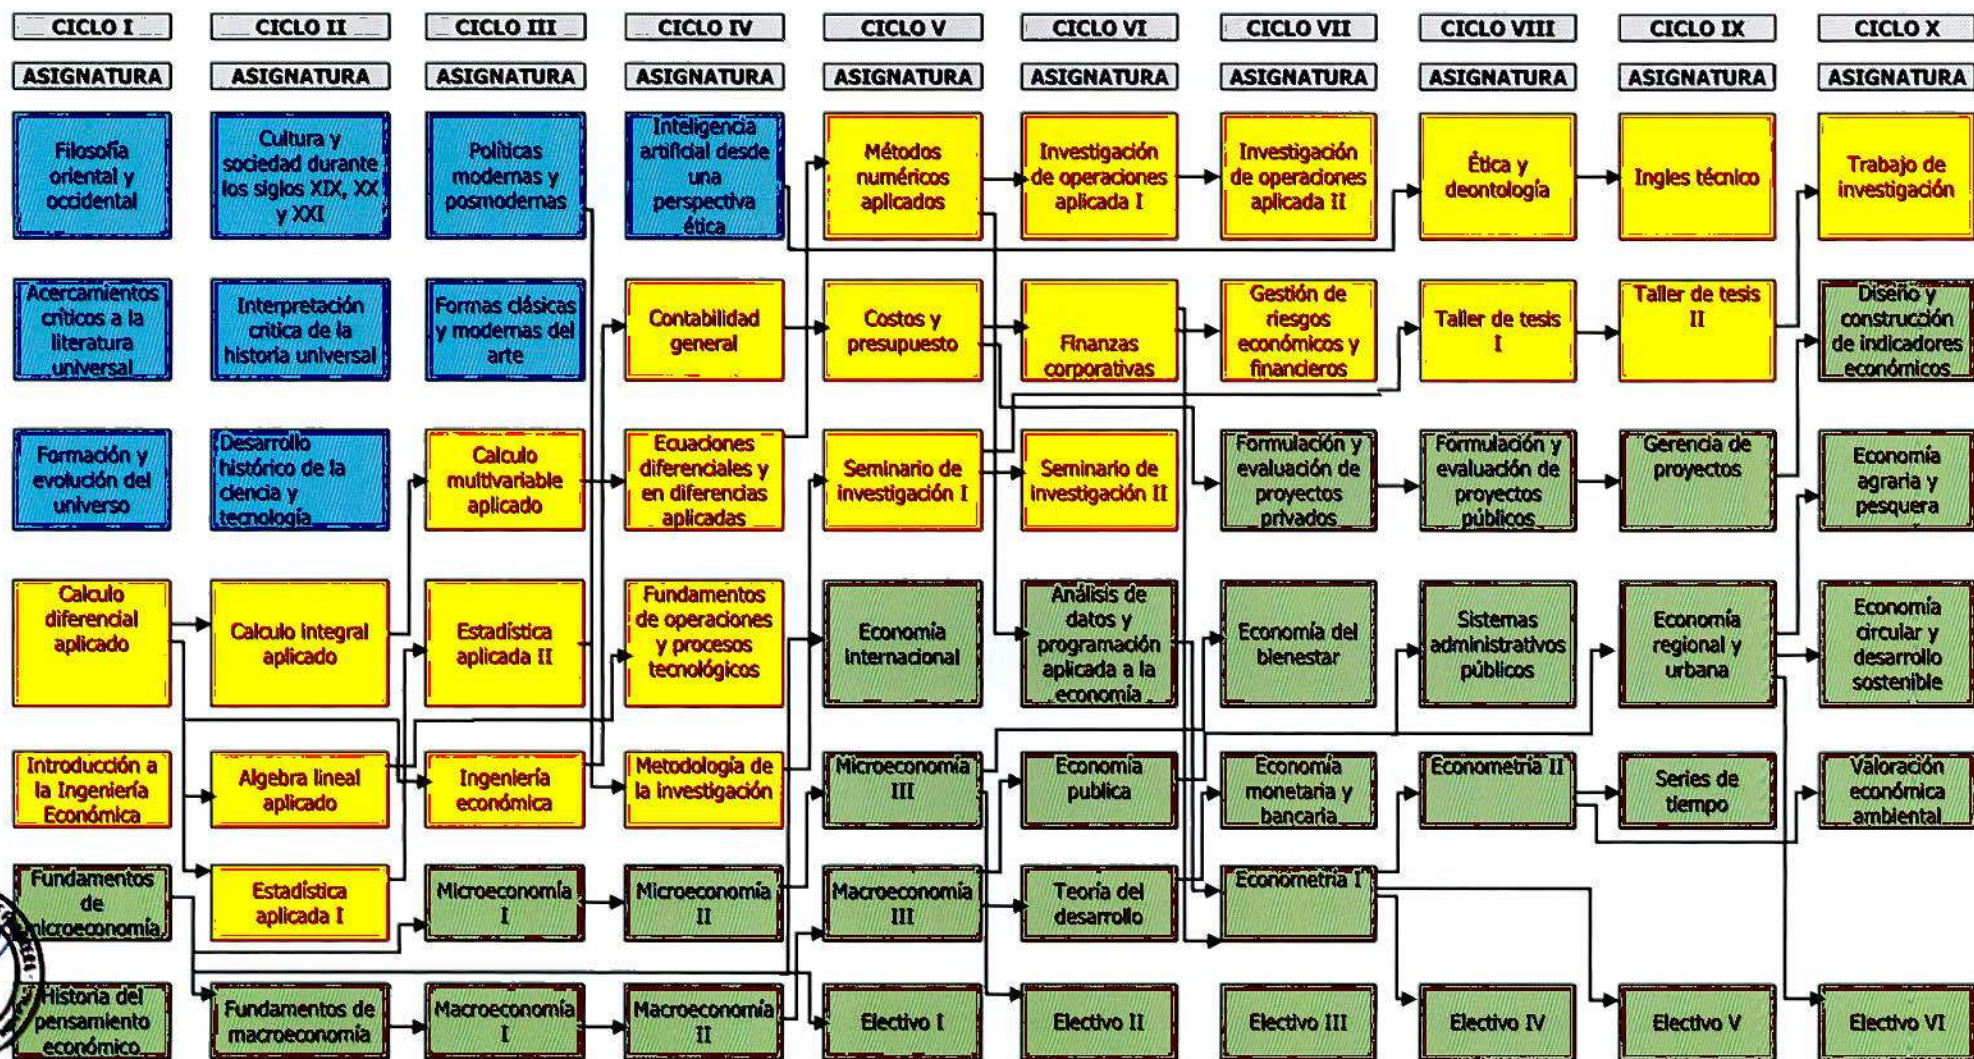 CICLO I
CICLO II
CICLO III
CICLO IV
CICLO V
CICLO VI
CICLO VII
CICLO VIII
CICLO IX
CICLO X
ASIGNATURA
ASIGNATURA
ASIGNATURA
ASIGNATURA
ASIGNATURA
ASIGNATURA
ASIGNATURA
ASIGNATURA
ASIGNATURA
ASIGNATURA
Filosofía
oriental y
occidental
Cultura y
sociedad durante
los siglos XIX, XX
y XXI
Políticas
modernas y
posmodernas
Inteligencia
artificial desde
una
perspectiva
ética
Métodos
numéricos
aplicados
Investigación
de operaciones
aplicada I
Investigación
de operaciones
aplicada II
Ética y
deontología
Ingles técnico
Trabajo de
investigación
Acercamientos
críticos a la
literatura
universal
Interpretación
critica de la
historia universal
Formas clásicas
y modernas del
arte
Contabilidad
general
Costos y
presupuesto
Finanzas
corporativas
Gestión de
riesgos
económicos y
financieros
Taller de tesis
I
Taller de tesis
II
Diseño y
construcción
de indicadores
económicos
Formación y
evolución del
universo
Desarrollo
histórico de la
ciencia y
tecnología
Calculo
multivariable
aplicado
Ecuaciones
diferenciales y
en diferencias
aplicadas
Seminario de
investigación I
Seminario de
investigación II
Formulación y
evaluación de
proyectos
privados
Formulación y
evaluación de
proyectos
públicos
Gerencia de
proyectos
Economía
agraria y
pesquera
Calculo
diferencial
aplicado
Calculo integral
aplicado
Estadística
aplicada II
Fundamentos
de operaciones
y procesos
tecnológicos
Economía
internacional
Análisis de
datos y
programación
aplicada a la
economía
Economía del
bienestar
Sistemas
administrativos
públicos
Economía
regional y
urbana
Economía
circular y
desarrollo
sostenible
Introducción a
la Ingeniería
Económica
Algebra lineal
aplicado
Ingeniería
económica
Metodología de
la investigación
Microeconomía
III
Economía
publica
Economía
monetaria y
bancaria
Econometría II
Series de
tiempo
Valoración
económica
ambiental
Fundamentos
de
microeconomía
Estadística
aplicada I
Microeconomía
I
Microeconomía
II
Macroeconomía
III
Teoría del
desarrollo
Econometría I
Historia del
pensamiento
económico
Fundamentos de
macroeconomía
Macroeconomía
I
Macroeconomía
II
Electivo I
Electivo II
Electivo III
Electivo IV
Electivo V
Electivo VI